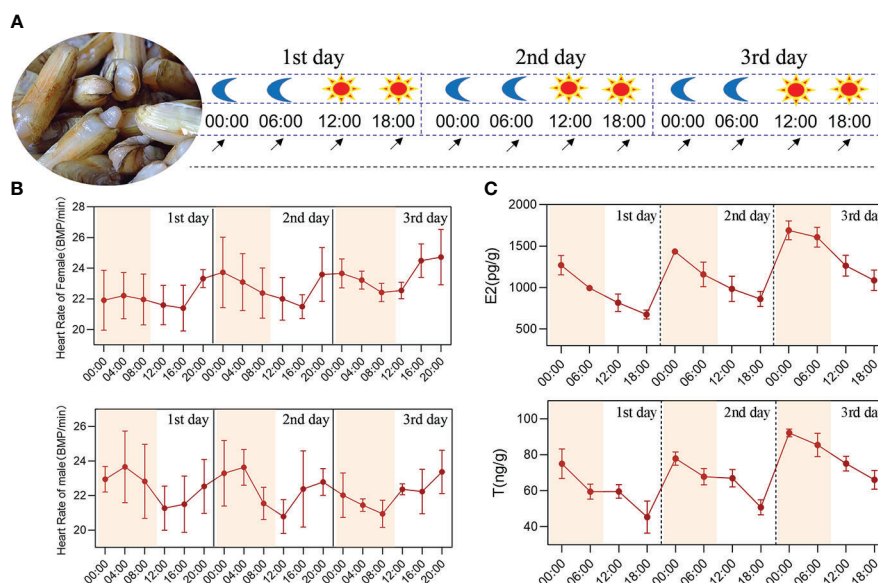 A
1st day 2nd day 3rd day
00:00 06:00 12:00 18:00 00:00 06:00 12:00 18:00 00:00 06:00 12:00 18:00
B
Heart Rate of Female(BMP/min)
28
26
24
22
20
1st day 2nd day 3rd day
00:00 04:00 08:00 12:00 16:00 20:00 00:00 04:00 08:00 12:00 16:00 20:00 00:00 04:00 08:00 12:00 16:00 20:00
Heart Rate of male(BMP/min)
26
24
22
20
1st day 2nd day 3rd day
00:00 04:00 08:00 12:00 16:00 20:00 00:00 04:00 08:00 12:00 16:00 20:00 00:00 04:00 08:00 12:00 16:00 20:00
C
E2(pg/g)
2000
1500
1000
500
1st day 2nd day 3rd day
00:00 06:00 12:00 18:00 00:00 06:00 12:00 18:00 00:00 06:00 12:00 18:00
T(ng/g)
100
80
60
40
1st day 2nd day 3rd day
00:00 06:00 12:00 18:00 00:00 06:00 12:00 18:00 00:00 06:00 12:00 18:00